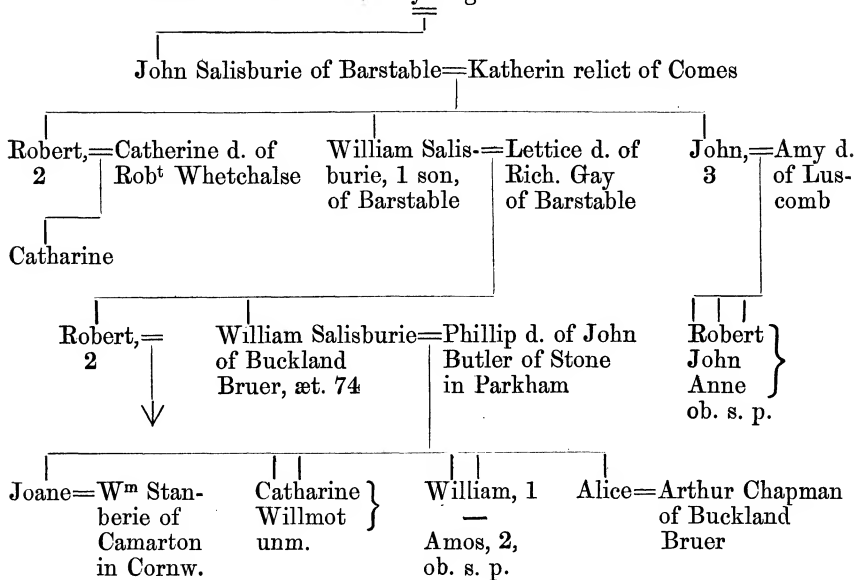 John Salisburie of Barstable=Katherin relict of Comes
Robert,=Catherine d. of
2 Robᵗ Whetchalse
William Salis-=Lettice d. of
burie, 1 son, Rich. Gay
of Barstable of Barstable
John,=Amy d.
3 of Lus-
comb
Catharine
Robert,=
2
William Salisburie=Phillip d. of John
of Buckland Butler of Stone
Bruer, æt. 74 in Parkham
Robert
John
Anne
ob. s. p.
Joane=Wᵐ Stan-
berie of
Camarton
in Cornw.
Catharine
Willmot
unm.
William, 1
—
Amos, 2,
ob. s. p.
Alice=Arthur Chapman
of Buckland
Bruer